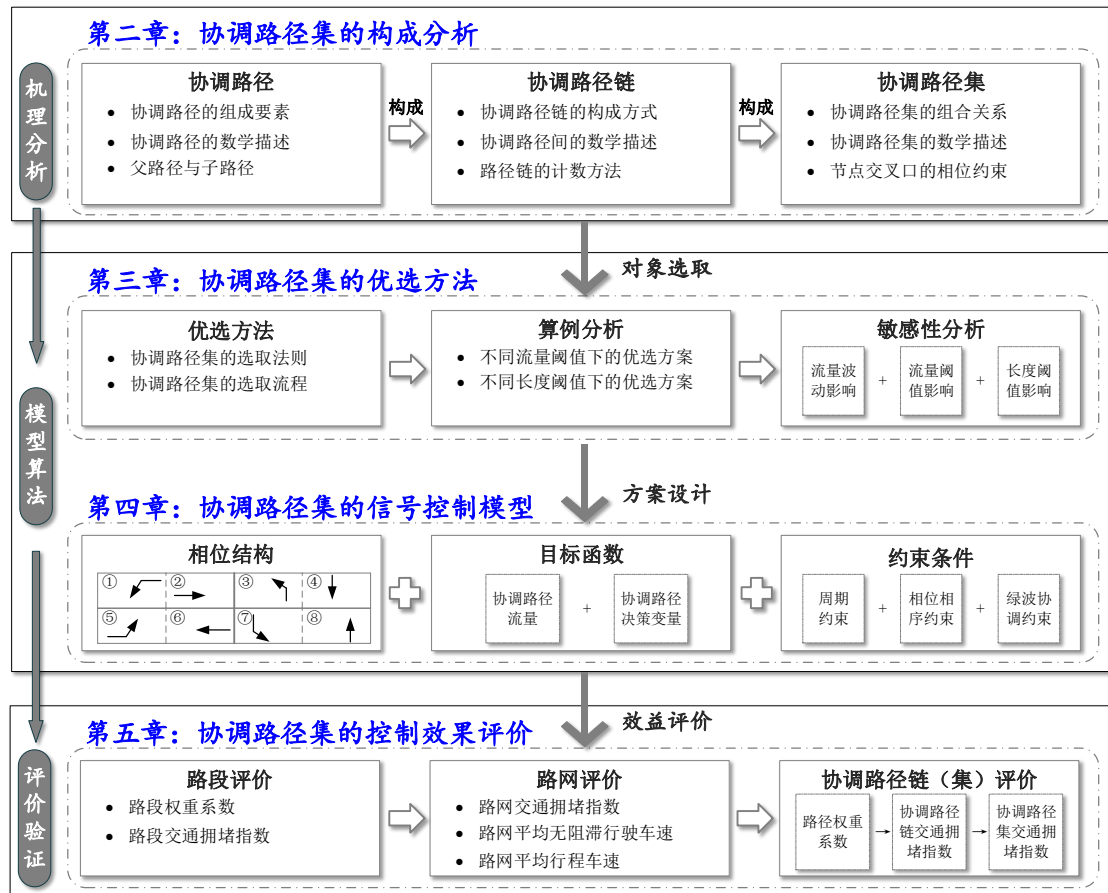 第二章：协调路径集的构成分析
机理分析
协调路径
• 协调路径的组成要素
• 协调路径的数学描述
• 父路径与子路径
构成
协调路径链
• 协调路径链的构成方式
• 协调路径间的数学描述
• 路径链的计数方法
构成
协调路径集
• 协调路径集的组合关系
• 协调路径集的数学描述
• 节点交叉口的相位约束
对象选取
第三章：协调路径集的优选方法
模型算法
优选方法
• 协调路径集的选取法则
• 协调路径集的选取流程
算例分析
• 不同流量阈值下的优选方案
• 不同长度阈值下的优选方案
敏感性分析
流量波
动影响
+
流量阈
值影响
+
长度阈
值影响
方案设计
第四章：协调路径集的信号控制模型
相位结构
① ② ③ ④
⑤ ⑥ ⑦ ⑧
目标函数
协调路径
流量
+
协调路径
决策变量
约束条件
周期
约束
+
相位相
序约束
+
绿波协
调约束
效益评价
第五章：协调路径集的控制效果评价
评价验证
路段评价
• 路段权重系数
• 路段交通拥堵指数
路网评价
• 路网交通拥堵指数
• 路网平均无阻滞行驶车速
• 路网平均行程车速
协调路径链（集）评价
路径权重
系数
协调路径
链交通拥
堵指数
协调路径
集交通拥
堵指数